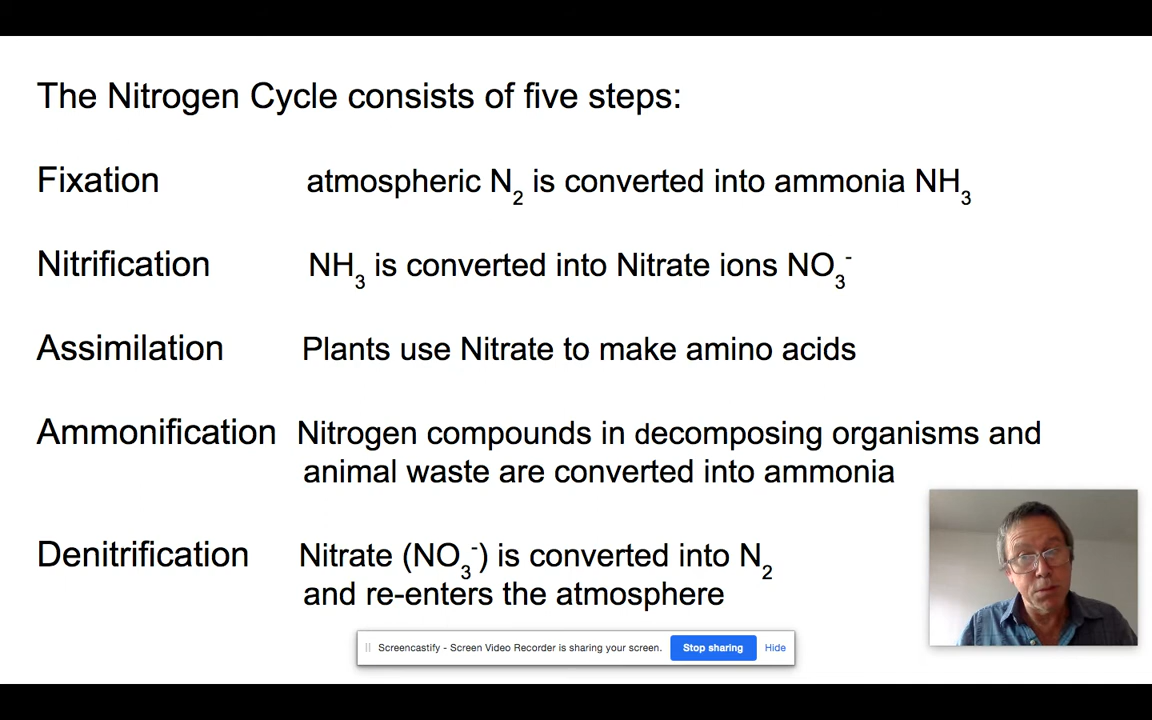 The Nitrogen Cycle consists of five steps:
Fixation atmospheric N₂ is converted into ammonia NH₃
Nitrification NH₃ is converted into Nitrate ions NO₃⁻
Assimilation Plants use Nitrate to make amino acids
Ammonification Nitrogen compounds in decomposing organisms and
animal waste are converted into ammonia
Denitrification Nitrate (NO₃⁻) is converted into N₂
and re-enters the atmosphere
Screencastify - Screen Video Recorder is sharing your screen. Stop sharing Hide